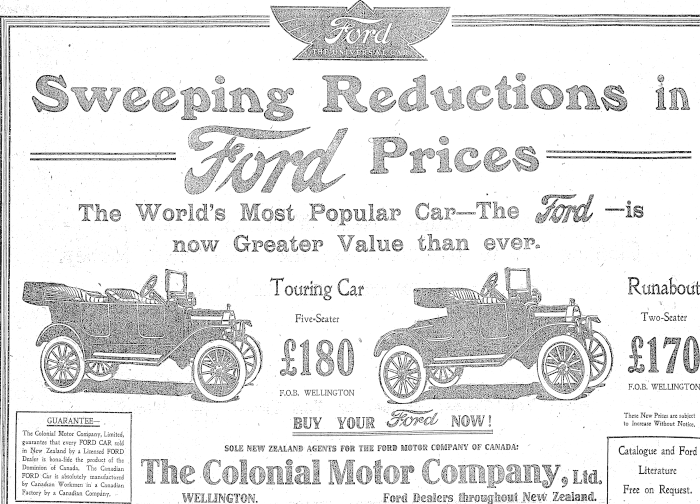 Ford
THE UNIVERSAL CAR
Sweeping Reductions in
Ford Prices
The World's Most Popular Car—The Ford—is
now Greater Value than ever.
Touring Car
Five-Seater
£180
F.O.B. WELLINGTON
Runabout
Two-Seater
£170
F.O.B. WELLINGTON
These New Prices are subject
to Increase Without Notice.
BUY YOUR Ford NOW!
GUARANTEE—
The Colonial Motor Company, Limited,
guarantee that every FORD CAR sold
in New Zealand by a Licensed FORD
Dealer is bona-fide the product of the
Dominion of Canada. The Canadian
FORD Car is absolutely manufactured
by Canadian Workmen in a Canadian
Factory by a Canadian Company.
SOLE NEW ZEALAND AGENTS FOR THE FORD MOTOR COMPANY OF CANADA:
The Colonial Motor Company, Ltd.
WELLINGTON. Ford Dealers throughout New Zealand.
Catalogue and Ford
Literature
Free on Request.